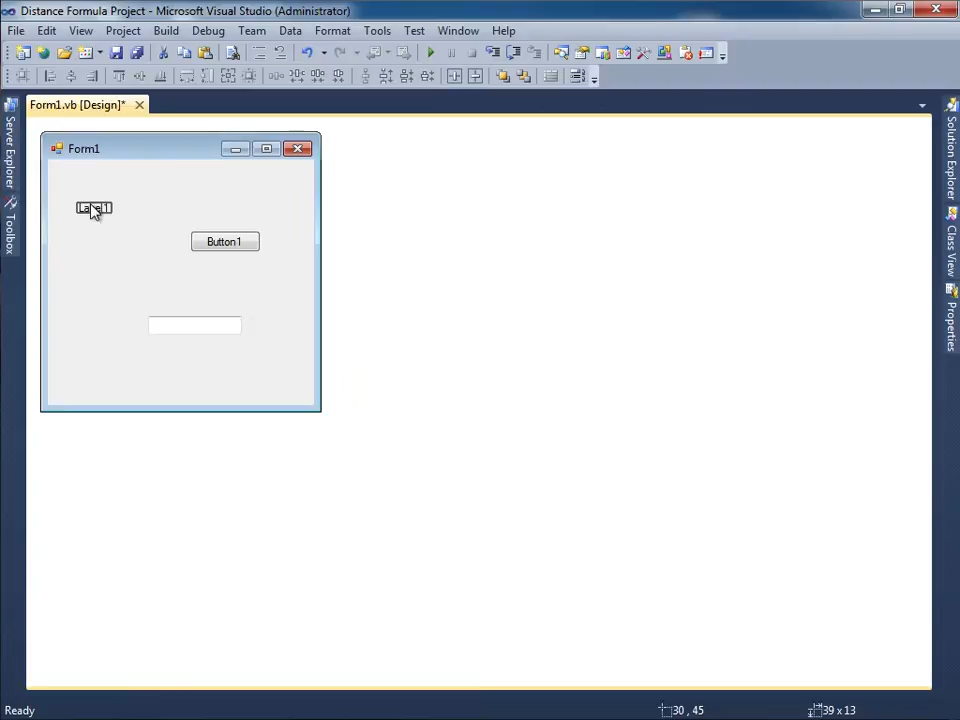 Distance Formula Project - Microsoft Visual Studio (Administrator)
File Edit View Project Build Debug Team Data Format Tools Test Window Help
Form1.vb [Design]*
Server Explorer
Toolbox
Form1
Label1
Button1
Solution Explorer
Class View
Properties
Ready
30 , 45
39 x 13